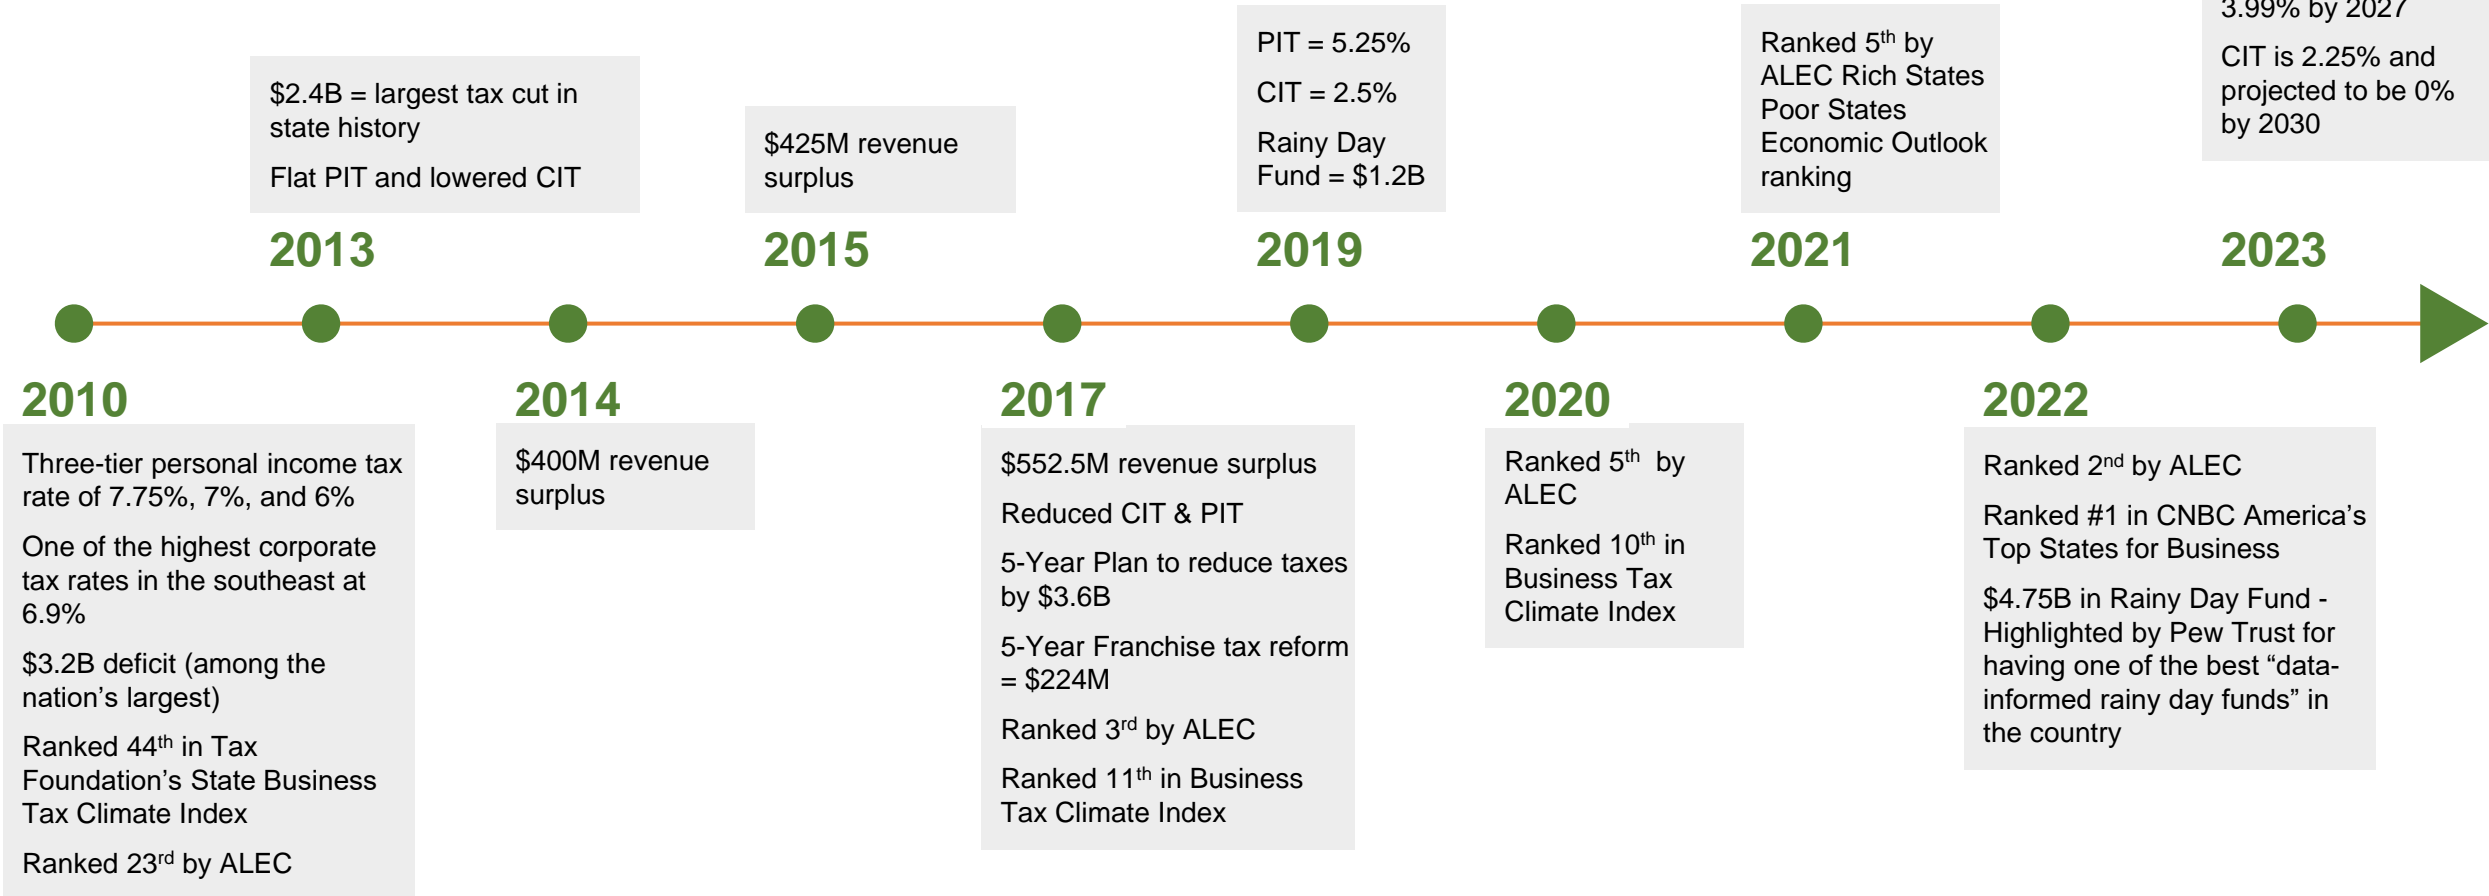 $2.4B = largest tax cut in
state history
Flat PIT and lowered CIT
2013
$425M revenue
surplus
2015
PIT = 5.25%
CIT = 2.5%
Rainy Day
Fund = $1.2B
2019
Ranked 5th by
ALEC Rich States
Poor States
Economic Outlook
ranking
2021
3.99% by 2027
CIT is 2.25% and
projected to be 0%
by 2030
2023
2010
Three-tier personal income tax
rate of 7.75%, 7%, and 6%
One of the highest corporate
tax rates in the southeast at
6.9%
$3.2B deficit (among the
nation’s largest)
Ranked 44th in Tax
Foundation’s State Business
Tax Climate Index
Ranked 23rd by ALEC
2014
$400M revenue
surplus
2017
$552.5M revenue surplus
Reduced CIT & PIT
5-Year Plan to reduce taxes
by $3.6B
5-Year Franchise tax reform
= $224M
Ranked 3rd by ALEC
Ranked 11th in Business
Tax Climate Index
2020
Ranked 5th by
ALEC
Ranked 10th in
Business Tax
Climate Index
2022
Ranked 2nd by ALEC
Ranked #1 in CNBC America’s
Top States for Business
$4.75B in Rainy Day Fund -
Highlighted by Pew Trust for
having one of the best “data-
informed rainy day funds” in
the country